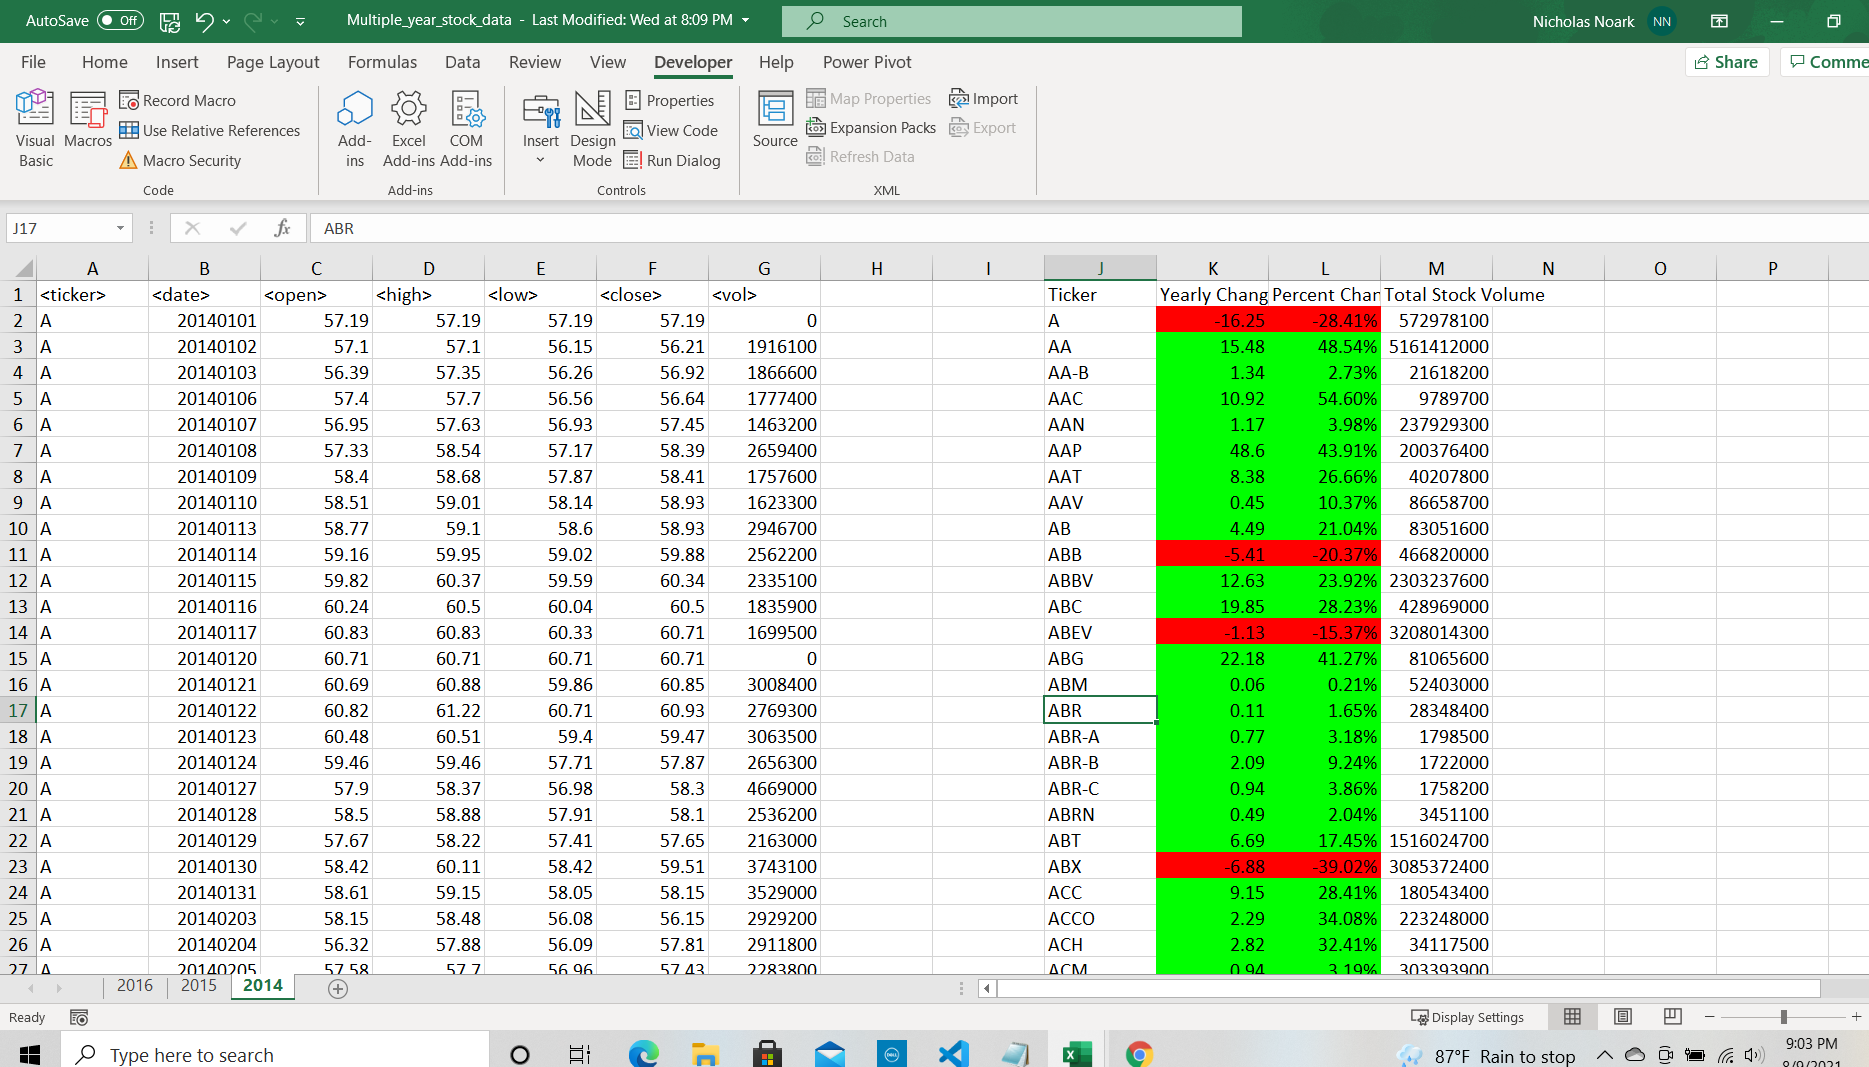 AutoSave Off Multiple_year_stock_data - Last Modified: Wed at 8:09 PM Search Nicholas Noark NN
File Home Insert Page Layout Formulas Data Review View Developer Help Power Pivot Share Comme
Visual Basic
Macros
Record Macro
Use Relative References
Macro Security
Code
Add-ins
Excel Add-ins
COM Add-ins
Add-ins
Insert
Design Mode
Properties
View Code
Run Dialog
Controls
Source
Map Properties
Expansion Packs
Refresh Data
Import
Export
XML
J17 fx ABR
A B C D E F G H I J K L M N O P
1 <ticker> <date> <open> <high> <low> <close> <vol> Ticker Yearly Chang Percent Char Total Stock Volume
2 A 20140101 57.19 57.19 57.19 57.19 0 A -16.25 -28.41% 572978100
3 A 20140102 57.1 57.1 56.15 56.21 1916100 AA 15.48 48.54% 5161412000
4 A 20140103 56.39 57.35 56.26 56.92 1866600 AA-B 1.34 2.73% 21618200
5 A 20140106 57.4 57.7 56.56 56.64 1777400 AAC 10.92 54.60% 9789700
6 A 20140107 56.95 57.63 56.93 57.45 1463200 AAN 1.17 3.98% 237929300
7 A 20140108 57.33 58.54 57.17 58.39 2659400 AAP 48.6 43.91% 200376400
8 A 20140109 58.4 58.68 57.87 58.41 1757600 AAT 8.38 26.66% 40207800
9 A 20140110 58.51 59.01 58.14 58.93 1623300 AAV 0.45 10.37% 86658700
10 A 20140113 58.77 59.1 58.6 58.93 2946700 AB 4.49 21.04% 83051600
11 A 20140114 59.16 59.95 59.02 59.88 2562200 ABB -5.41 -20.37% 466820000
12 A 20140115 59.82 60.37 59.59 60.34 2335100 ABBV 12.63 23.92% 2303237600
13 A 20140116 60.24 60.5 60.04 60.5 1835900 ABC 19.85 28.23% 428969000
14 A 20140117 60.83 60.83 60.33 60.71 1699500 ABEV -1.13 -15.37% 3208014300
15 A 20140120 60.71 60.71 60.71 60.71 0 ABG 22.18 41.27% 81065600
16 A 20140121 60.69 60.88 59.86 60.85 3008400 ABM 0.06 0.21% 52403000
17 A 20140122 60.82 61.22 60.71 60.93 2769300 ABR 0.11 1.65% 28348400
18 A 20140123 60.48 60.51 59.4 59.47 3063500 ABR-A 0.77 3.18% 1798500
19 A 20140124 59.46 59.46 57.71 57.87 2656300 ABR-B 2.09 9.24% 1722000
20 A 20140127 57.9 58.37 56.98 58.3 4669000 ABR-C 0.94 3.86% 1758200
21 A 20140128 58.5 58.88 57.91 58.1 2536200 ABRN 0.49 2.04% 3451100
22 A 20140129 57.67 58.22 57.41 57.65 2163000 ABT 6.69 17.45% 1516024700
23 A 20140130 58.42 60.11 58.42 59.51 3743100 ABX -6.88 -39.02% 3085372400
24 A 20140131 58.61 59.15 58.05 58.15 3529000 ACC 9.15 28.41% 180543400
25 A 20140203 58.15 58.48 56.08 56.15 2929200 ACCO 2.29 34.08% 223248000
26 A 20140204 56.32 57.88 56.09 57.81 2911800 ACH 2.82 32.41% 34117500
27 A 20140205 57.58 57.7 56.96 57.43 2283800 ACM 0.94 3.19% 303393900
2016 2015 2014
Ready Display Settings
Type here to search DELL 87°F Rain to stop 9:03 PM
8/9/2021